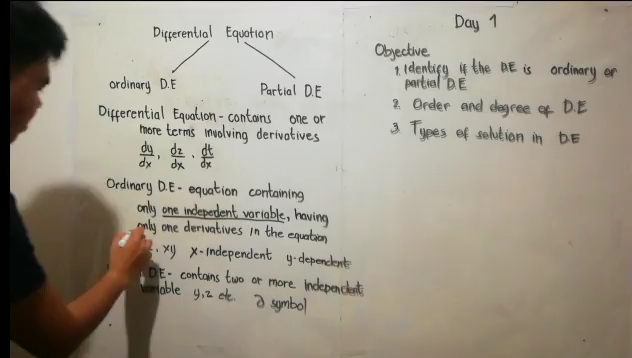 Differential Equation
ordinary D.E
Partial D.E
Differential Equation - contains one or
more terms involving derivatives
dy/dx, dz/dx, dt/dx
Ordinary D.E - equation containing
only one indepedent variable, having
only one derivatives in the equation
xy x-independent y-dependent
DE - contains two or more independent
variable y,z etc. ∂ symbol
Day 1
Objective
1. Identify if the D.E is ordinary or
partial D.E
2. Order and degree of D.E
3. Types of solution in D.E